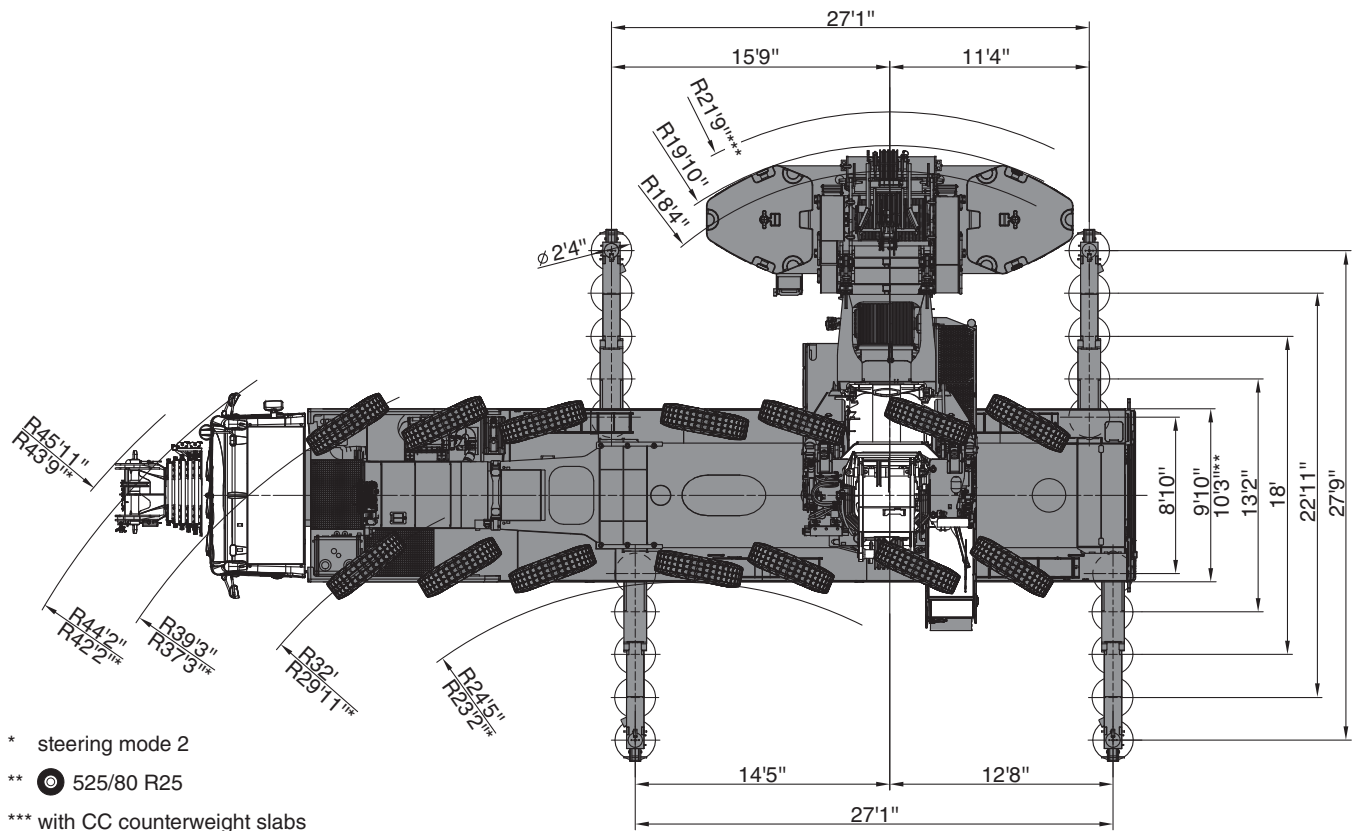 27'1"
15'9"
11'4"
R21'9"***
R19'10"
R18'4"
ø 2'4"
R45'11"
R43'9"*
8'10"
9'10"
10'3"**
13'2"
18'
22'11"
27'9"
R44'2"
R42'2"*
R39'3"
R37'3"*
R32'
R29'11"*
R24'5"
R23'2"*
* steering mode 2
** 525/80 R25
*** with CC counterweight slabs
14'5"
12'8"
27'1"